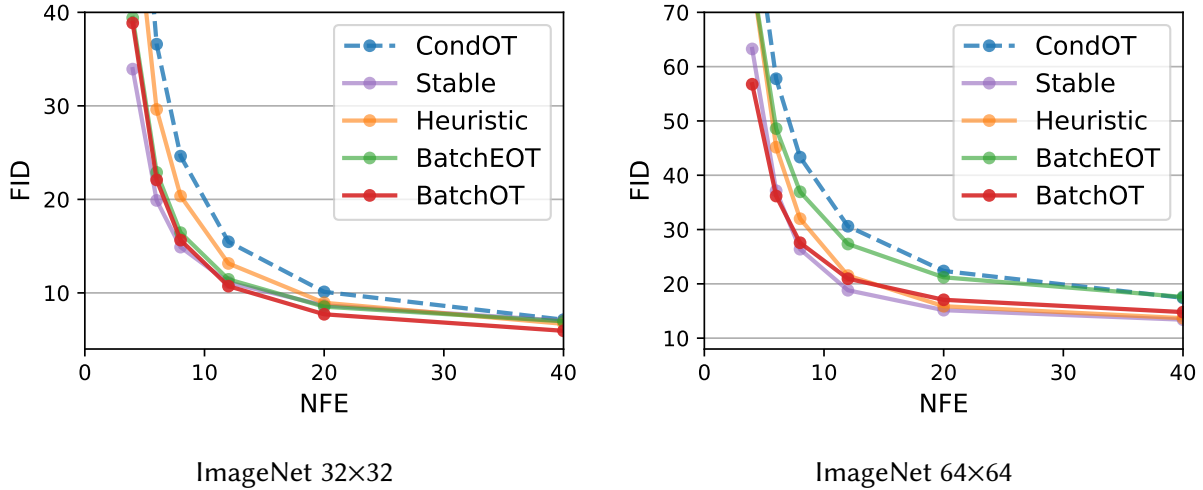 40
30
20
10
FID
0
10
20
30
40
NFE
CondOT
Stable
Heuristic
BatchEOT
BatchOT
ImageNet 32×32
70
60
50
40
30
20
10
FID
0
10
20
30
40
NFE
CondOT
Stable
Heuristic
BatchEOT
BatchOT
ImageNet 64×64